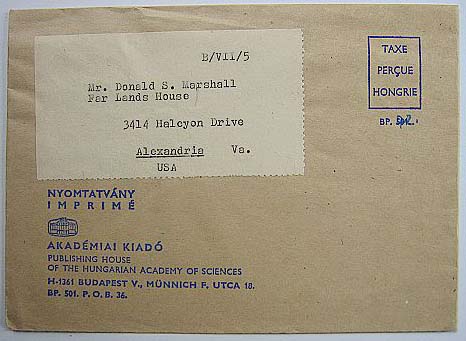 B/VII/5
Mr. Donald S. Marshall
Far Lands House
3414 Halcyon Drive
Alexandria Va.
USA
TAXE
PERÇUE
HONGRIE
BP.
NYOMTATVÁNY
IMPRIMÉ
AKADÉMIAI KIADÓ
PUBLISHING HOUSE
OF THE HUNGARIAN ACADEMY OF SCIENCES
H-1361 BUDAPEST V., MÜNNICH F. UTCA 18.
BP. 501. P.O.B. 36.